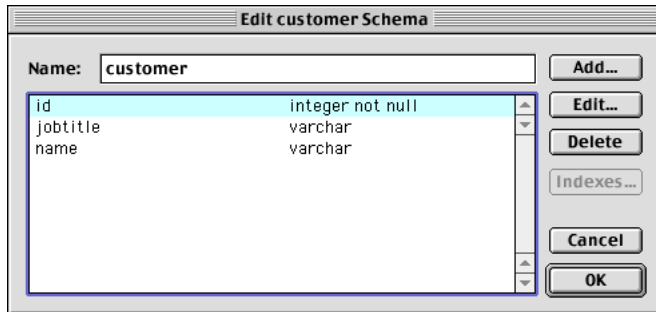 Edit customer Schema
Name: customer
Add...
id integer not null
Edit...
jobtitle varchar
name varchar
Delete
Indexes...
Cancel
OK